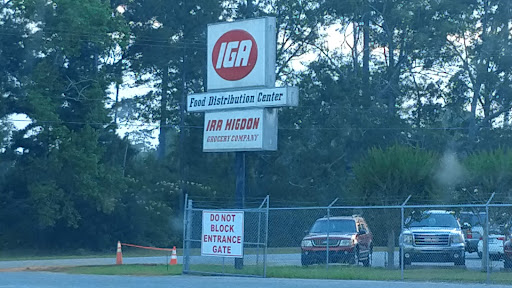 IGA
Food Distribution Center
IRA HIGDON
GROCERY COMPANY
DO NOT
BLOCK
ENTRANCE
GATE